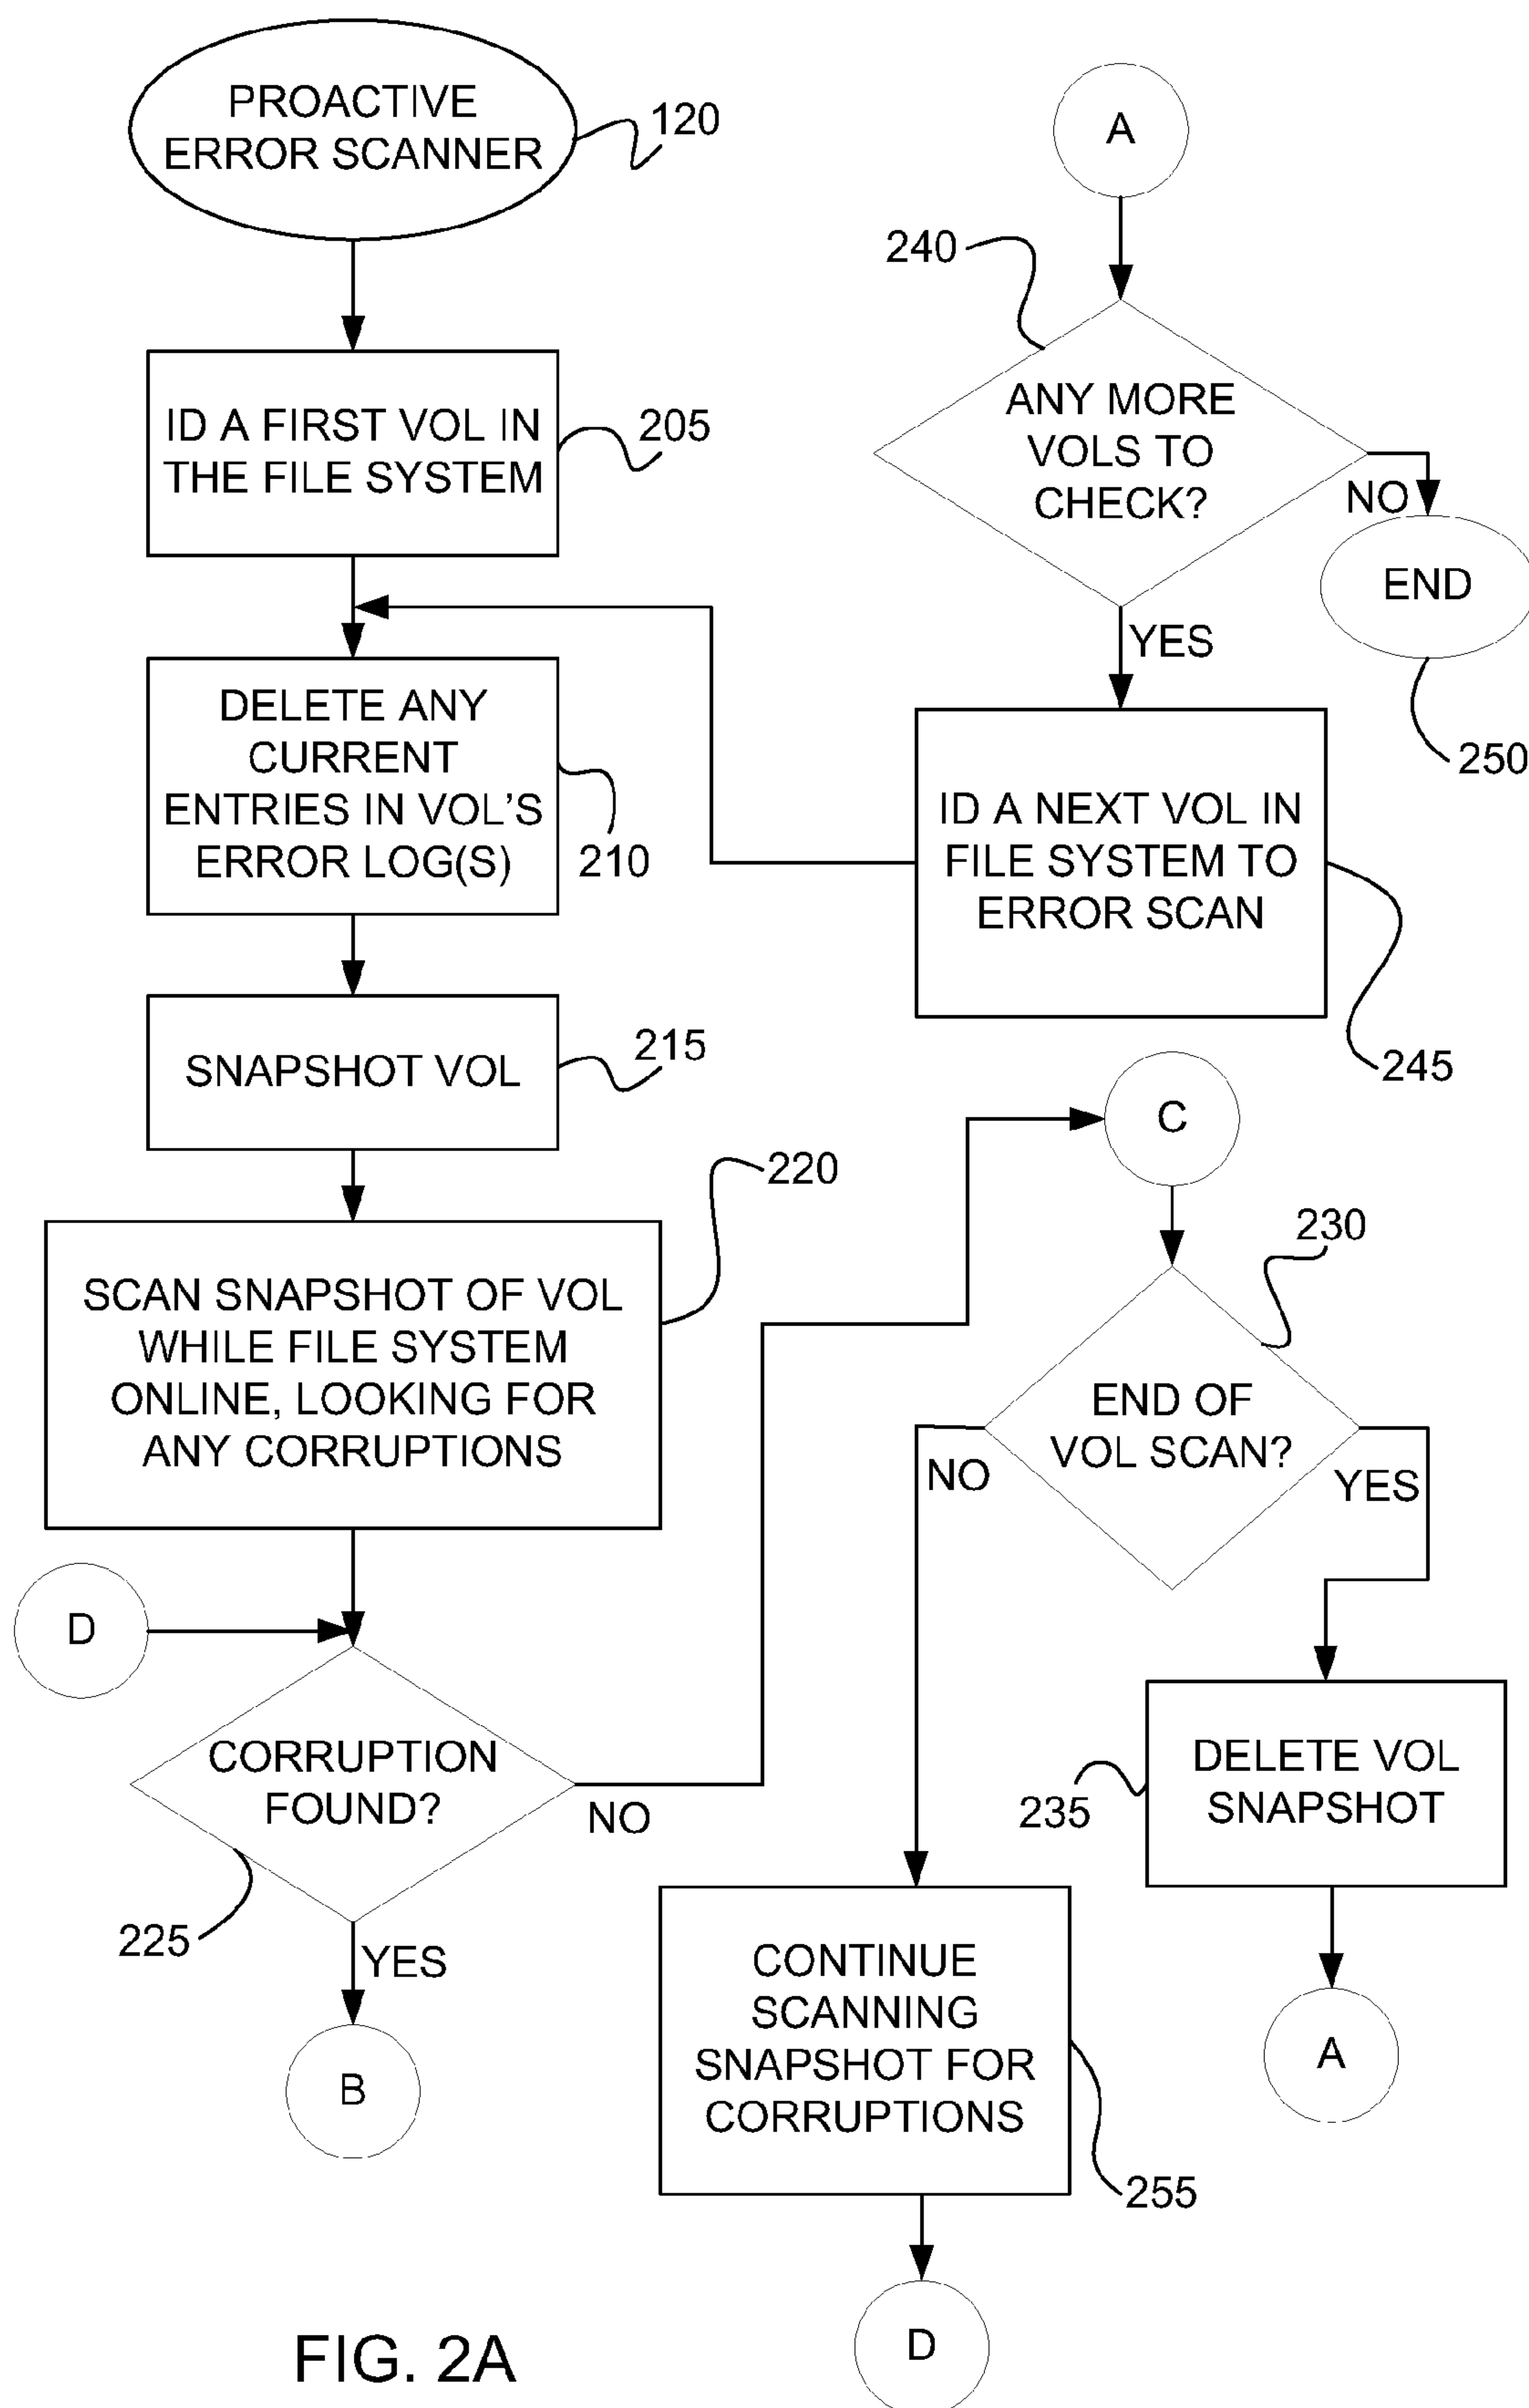 PROACTIVE
ERROR SCANNER
120
ID A FIRST VOL IN
THE FILE SYSTEM
205
DELETE ANY
CURRENT
ENTRIES IN VOL'S
ERROR LOG(S)
210
SNAPSHOT VOL
215
SCAN SNAPSHOT OF VOL
WHILE FILE SYSTEM
ONLINE, LOOKING FOR
ANY CORRUPTIONS
220
D
CORRUPTION
FOUND?
NO
225
YES
B
A
240
ANY MORE
VOLS TO
CHECK?
NO
END
250
YES
ID A NEXT VOL IN
FILE SYSTEM TO
ERROR SCAN
245
C
230
END OF
VOL SCAN?
NO
YES
DELETE VOL
SNAPSHOT
235
A
CONTINUE
SCANNING
SNAPSHOT FOR
CORRUPTIONS
255
D
FIG. 2A